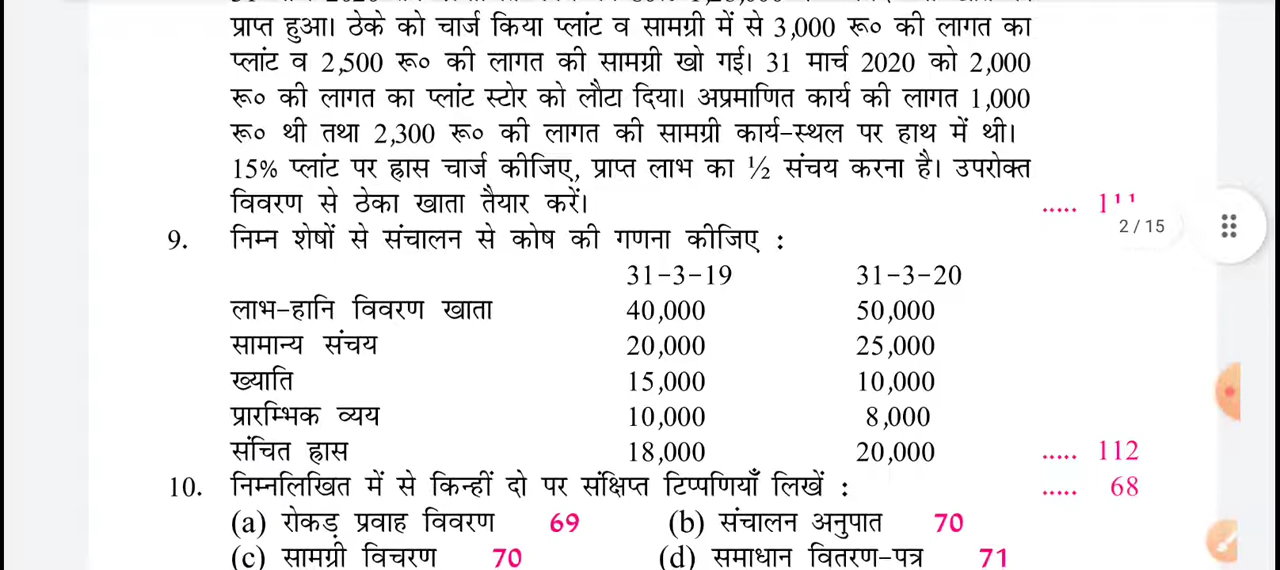 प्राप्त हुआ। ठेके को चार्ज किया प्लांट व सामग्री में से 3,000 रू० की लागत का
प्लांट व 2,500 रू० की लागत की सामग्री खो गई। 31 मार्च 2020 को 2,000
रू० की लागत का प्लांट स्टोर को लौटा दिया। अप्रमाणित कार्य की लागत 1,000
रू० थी तथा 2,300 रू० की लागत की सामग्री कार्य-स्थल पर हाथ में थी।
15% प्लांट पर ह्रास चार्ज कीजिए, प्राप्त लाभ का ½ संचय करना है। उपरोक्त
विवरण से ठेका खाता तैयार करें। ..... 111
2 / 15
9. निम्न शेषों से संचालन से कोष की गणना कीजिए :
31-3-19 31-3-20
लाभ-हानि विवरण खाता 40,000 50,000
सामान्य संचय 20,000 25,000
ख्याति 15,000 10,000
प्रारम्भिक व्यय 10,000 8,000
संचित ह्रास 18,000 20,000 ..... 112
10. निम्नलिखित में से किन्हीं दो पर संक्षिप्त टिप्पणियाँ लिखें : ..... 68
(a) रोकड़ प्रवाह विवरण 69 (b) संचालन अनुपात 70
(c) सामग्री विचरण 70 (d) समाधान वितरण-पत्र 71